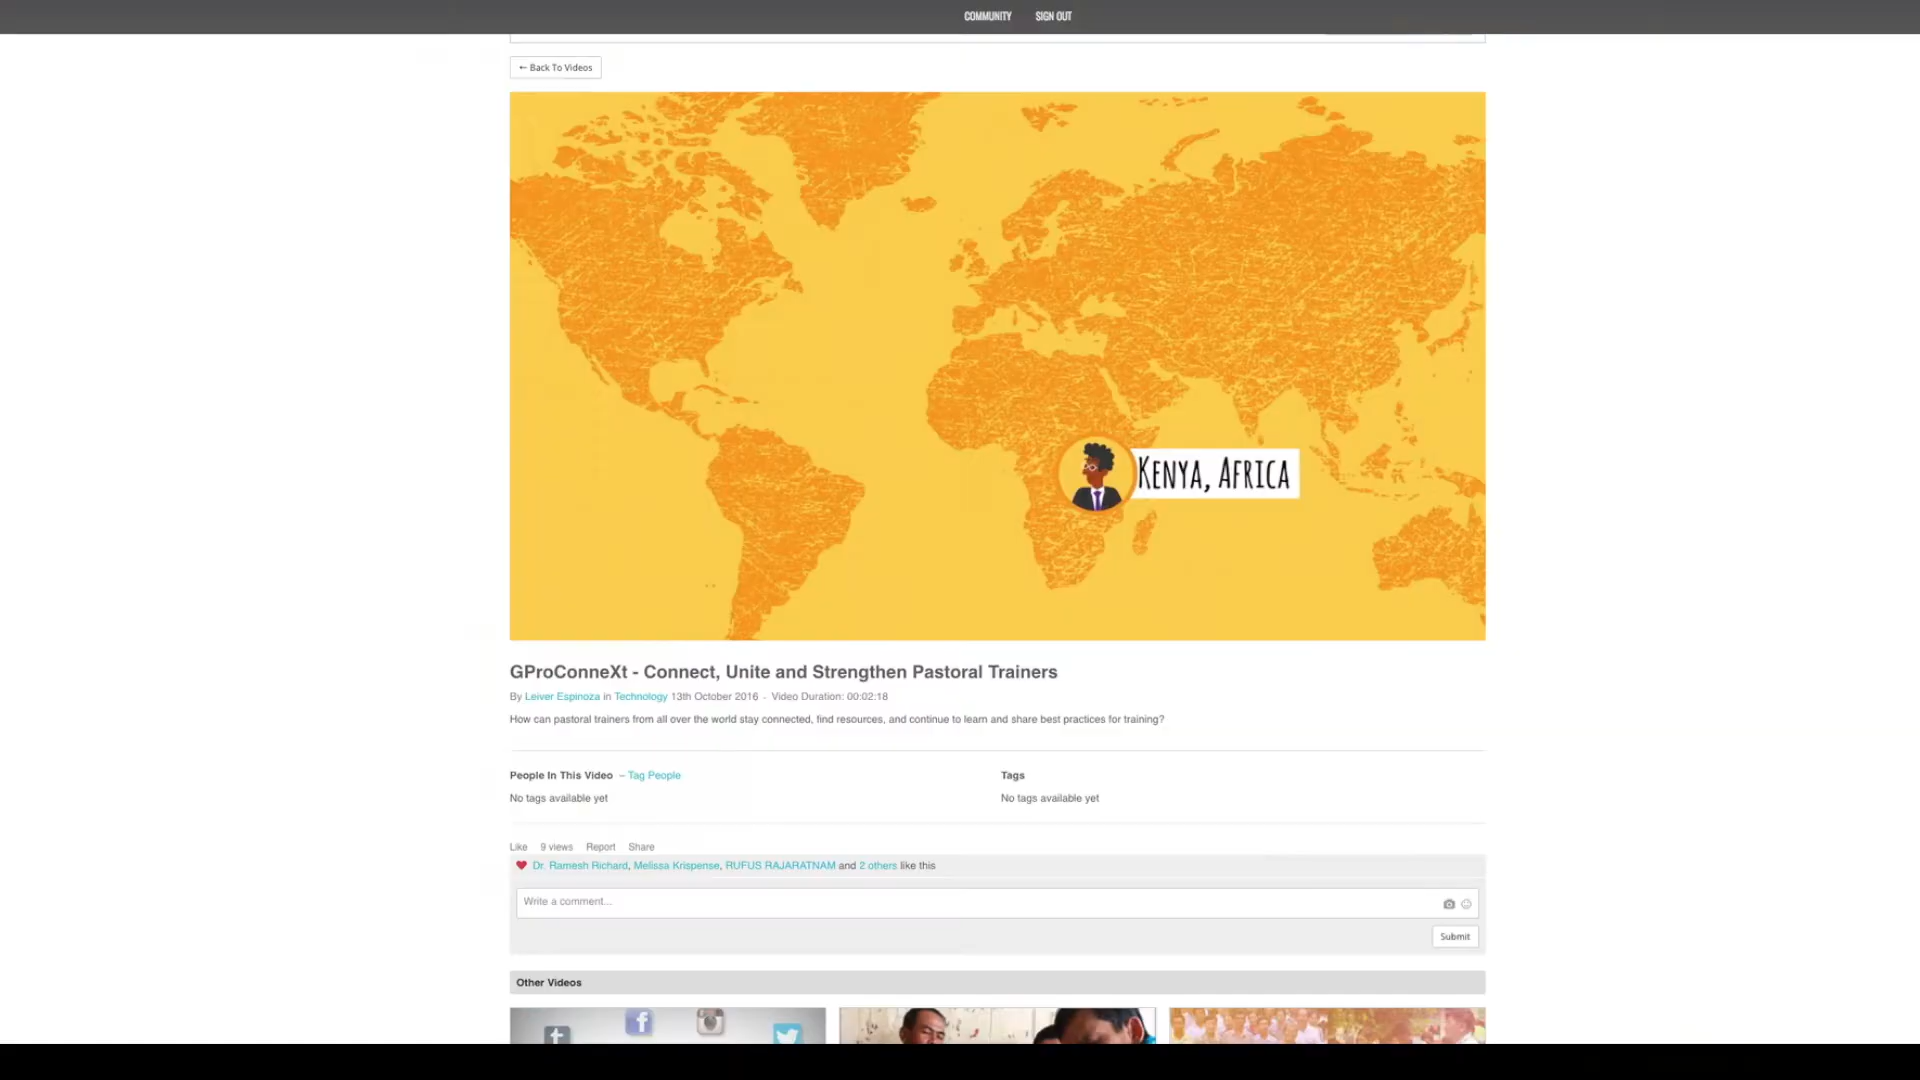 COMMUNITY SIGN OUT
← Back To Videos
KENYA, AFRICA
GProConneXt - Connect, Unite and Strengthen Pastoral Trainers
By Leiver Espinoza in Technology 13th October 2016 - Video Duration: 00:02:18
How can pastoral trainers from all over the world stay connected, find resources, and continue to learn and share best practices for training?
People In This Video – Tag People
No tags available yet
Tags
No tags available yet
Like 9 views Report Share
Dr. Ramesh Richard, Melissa Krispense, RUFUS RAJARATNAM and 2 others like this
Write a comment...
Submit
Other Videos